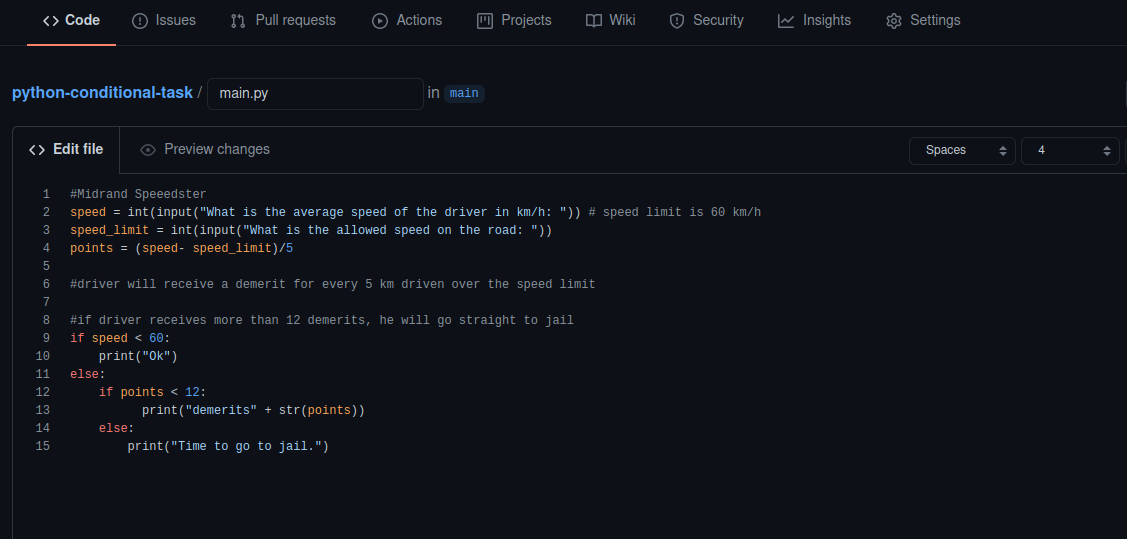 Code Issues Pull requests Actions Projects Wiki Security Insights Settings
python-conditional-task / main.py in main
Edit file Preview changes Spaces 4
1 #Midrand Speeedster
2 speed = int(input("What is the average speed of the driver in km/h: ")) # speed limit is 60 km/h
3 speed_limit = int(input("What is the allowed speed on the road: "))
4 points = (speed- speed_limit)/5
5
6 #driver will receive a demerit for every 5 km driven over the speed limit
7
8 #if driver receives more than 12 demerits, he will go straight to jail
9 if speed < 60:
10     print("Ok")
11 else:
12     if points < 12:
13           print("demerits" + str(points))
14     else:
15         print("Time to go to jail.")